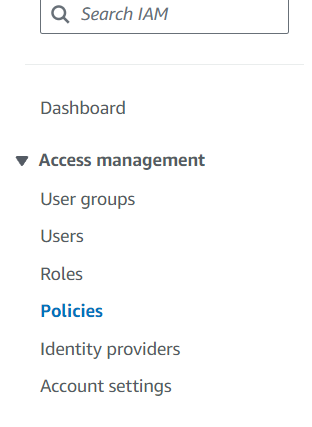 Search IAM
Dashboard
Access management
User groups
Users
Roles
Policies
Identity providers
Account settings